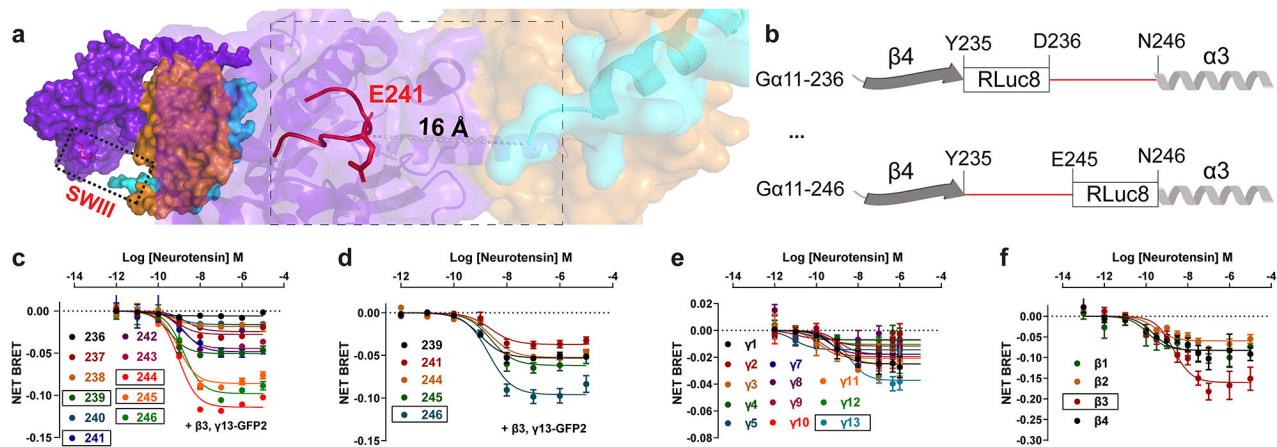 a
E241
16 Å
SWIII
b
Y235
D236
N246
β4
α3
Gα11-236
RLuc8
...
Y235
E245
N246
β4
α3
Gα11-246
RLuc8
c
Log [Neurotensin] M
-14 -12 -10 -8 -6 -4
NET BRET
0.00
-0.05
-0.10
-0.15
236
237
238
239
240
241
242
243
244
245
246
+ β3, γ13-GFP2
d
Log [Neurotensin] M
-12 -10 -8 -6 -4
NET BRET
0.00
-0.05
-0.10
-0.15
239
241
244
245
246
+ β3, γ13-GFP2
e
Log [Neurotensin] M
-14 -12 -10 -8 -6 -4
NET BRET
0.02
0.00
-0.02
-0.04
-0.06
-0.08
γ1
γ2
γ3
γ4
γ5
γ7
γ8
γ9
γ10
γ11
γ12
γ13
f
Log [Neurotensin] M
-14 -12 -10 -8 -6 -4
NET BRET
0.05
0.00
-0.05
-0.10
-0.15
-0.20
-0.25
-0.30
β1
β2
β3
β4